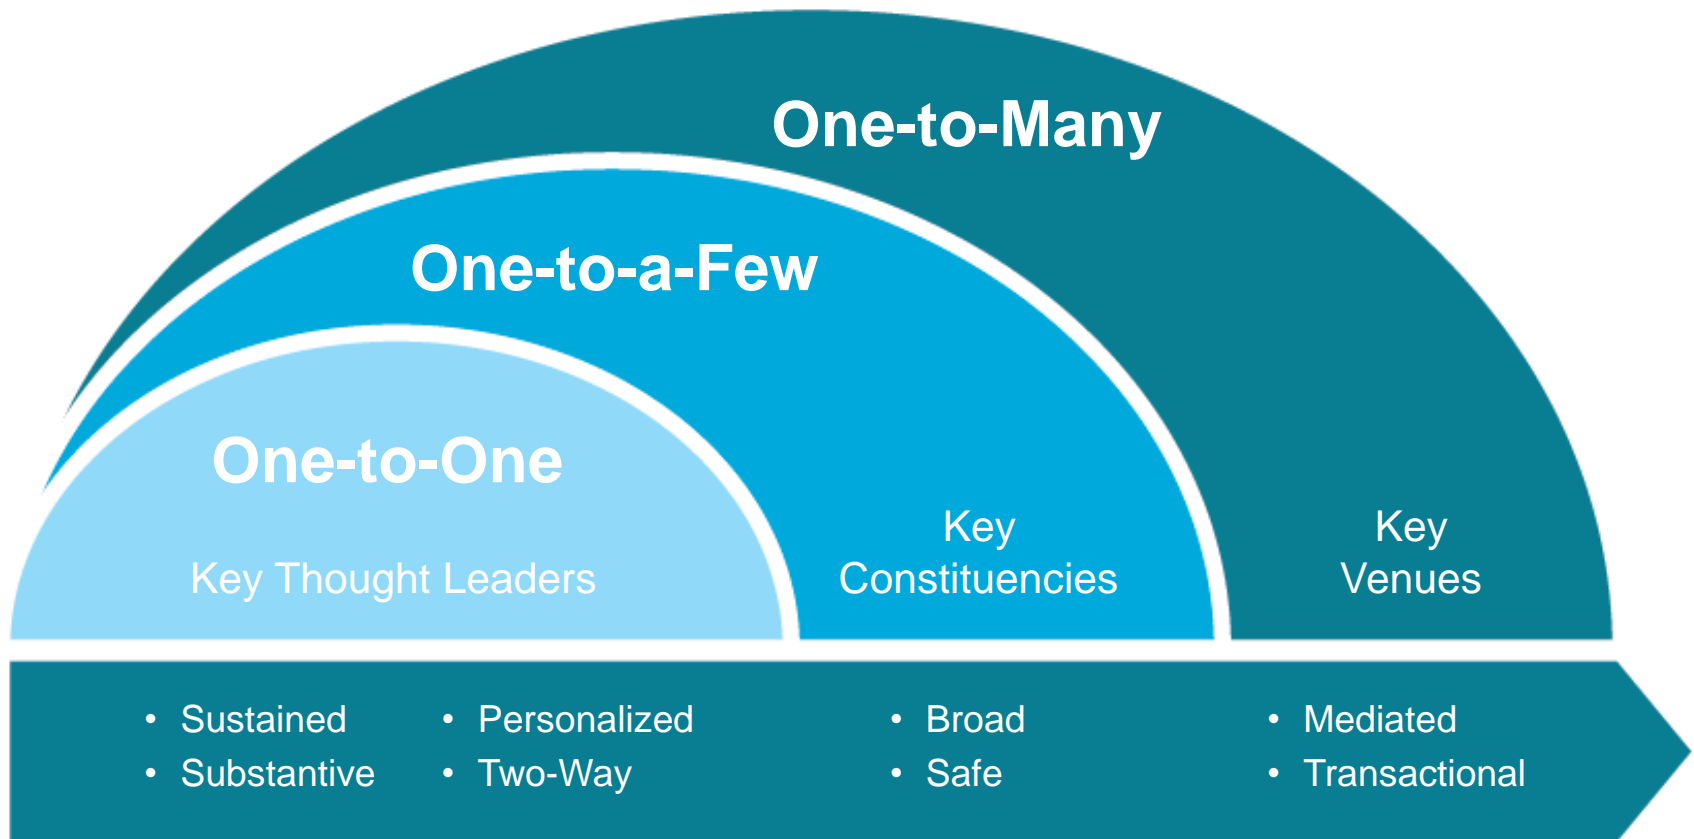 One-to-Many
One-to-a-Few
One-to-One
Key Thought Leaders
Key
Constituencies
Key
Venues
• Sustained
• Substantive
• Personalized
• Two-Way
• Broad
• Safe
• Mediated
• Transactional